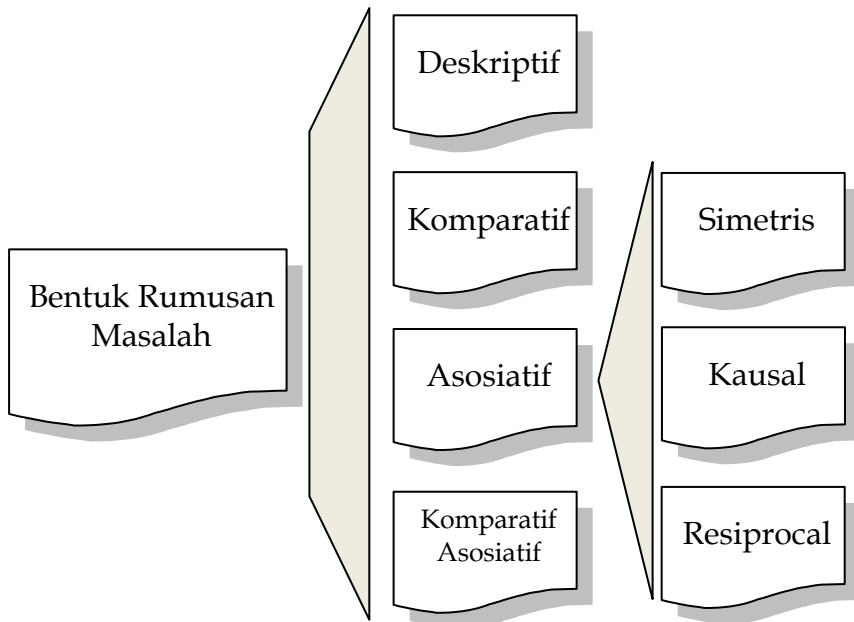 Bentuk Rumusan
Masalah
Deskriptif
Komparatif
Asosiatif
Komparatif
Asosiatif
Simetris
Kausal
Resiprocal